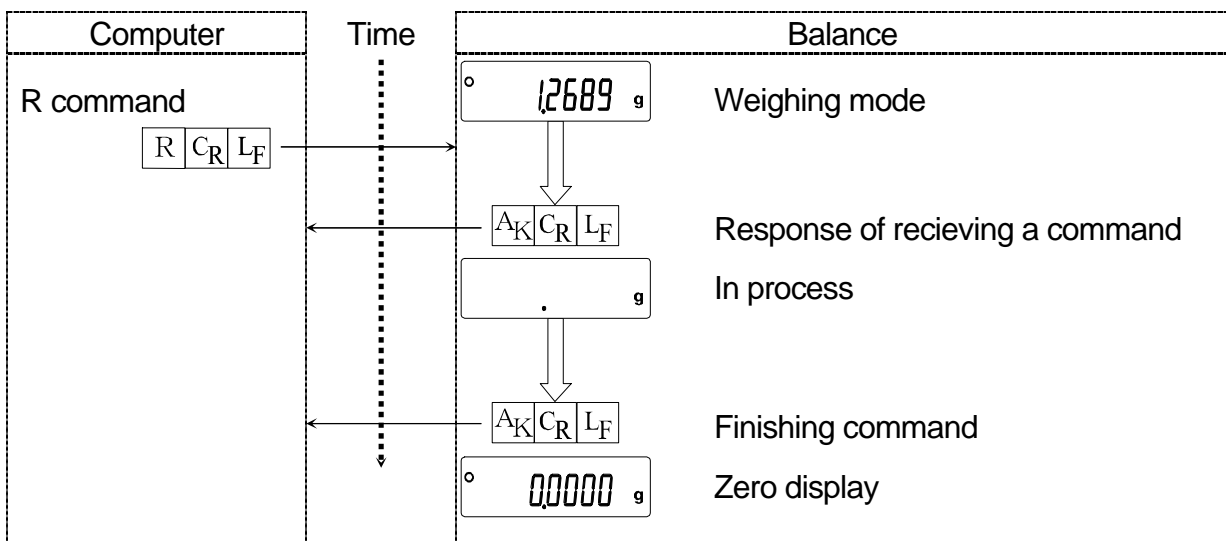 Computer Time Balance
1.2689 g Weighing mode
R command
R CR LF
AK CR LF Response of recieving a command
. g In process
AK CR LF Finishing command
0.0000 g Zero display